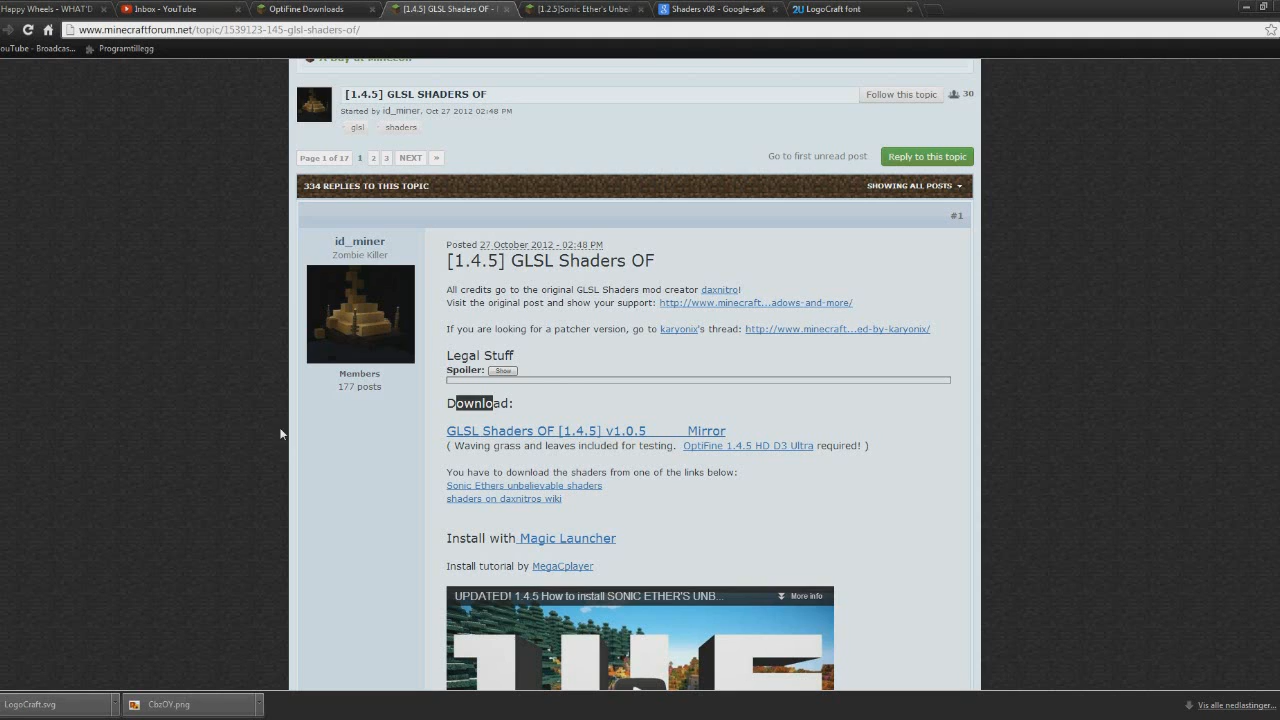 Happy Wheels - WHAT'D
Inbox - YouTube
OptiFine Downloads
[1.4.5] GLSL Shaders OF -
[1.2.5]Sonic Ether's Unbel
Shaders v08 - Google-søk
LogoCraft font
www.minecraftforum.net/topic/1539123-145-glsl-shaders-of/
ouTube - Broadcas...
Programtillegg
[1.4.5] GLSL SHADERS OF
Follow this topic
30
Started by id_miner, Oct 27 2012 02:48 PM
glsl
shaders
Page 1 of 17 1 2 3 NEXT »
Go to first unread post
Reply to this topic
334 REPLIES TO THIS TOPIC
SHOWING ALL POSTS
#1
id_miner
Zombie Killer
Members
177 posts
Posted 27 October 2012 - 02:48 PM
[1.4.5] GLSL Shaders OF
All credits go to the original GLSL Shaders mod creator daxnitro!
Visit the original post and show your support: http://www.minecraft...adows-and-more/
If you are looking for a patcher version, go to karyonix's thread: http://www.minecraft...ed-by-karyonix/
Legal Stuff
Spoiler: Show
Download:
GLSL Shaders OF [1.4.5] v1.0.5 Mirror
( Waving grass and leaves included for testing. OptiFine 1.4.5 HD D3 Ultra required! )
You have to download the shaders from one of the links below:
Sonic Ethers unbelievable shaders
shaders on daxnitros wiki
Install with Magic Launcher
Install tutorial by MegaCplayer
UPDATED! 1.4.5 How to install SONIC ETHER'S UNB...
More info
LogoCraft.svg
CbzOY.png
Vis alle nedlastinger...